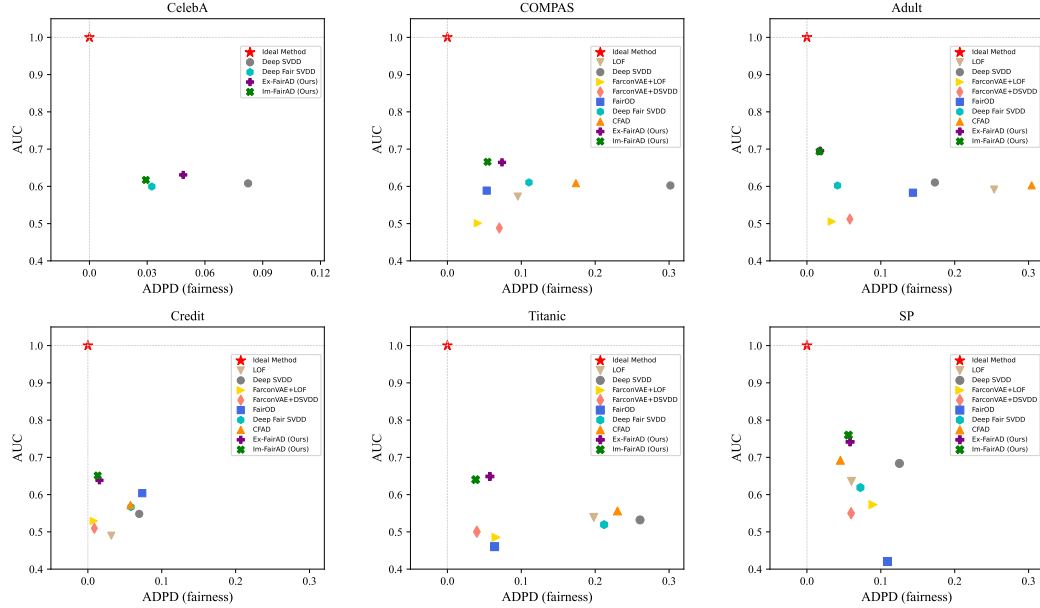 CelebA
1.0
0.9
0.8
0.7
0.6
0.5
0.4
AUC
Ideal Method
Deep SVDD
Deep Fair SVDD
Ex-FairAD (Ours)
Im-FairAD (Ours)
0.0 0.03 0.06 0.09 0.12
ADPD (fairness)
COMPAS
1.0
0.9
0.8
0.7
0.6
0.5
0.4
AUC
Ideal Method
LOF
Deep SVDD
FarconVAE+LOF
FarconVAE+DSVDD
FairOD
Deep Fair SVDD
CFAD
Ex-FairAD (Ours)
Im-FairAD (Ours)
0.0 0.1 0.2 0.3
ADPD (fairness)
Adult
1.0
0.9
0.8
0.7
0.6
0.5
0.4
AUC
Ideal Method
LOF
Deep SVDD
FarconVAE+LOF
FarconVAE+DSVDD
FairOD
Deep Fair SVDD
CFAD
Ex-FairAD (Ours)
Im-FairAD (Ours)
0.0 0.1 0.2 0.3
ADPD (fairness)
Credit
1.0
0.9
0.8
0.7
0.6
0.5
0.4
AUC
Ideal Method
LOF
Deep SVDD
FarconVAE+LOF
FarconVAE+DSVDD
FairOD
Deep Fair SVDD
CFAD
Ex-FairAD (Ours)
Im-FairAD (Ours)
0.0 0.1 0.2 0.3
ADPD (fairness)
Titanic
1.0
0.9
0.8
0.7
0.6
0.5
0.4
AUC
Ideal Method
LOF
Deep SVDD
FarconVAE+LOF
FarconVAE+DSVDD
FairOD
Deep Fair SVDD
CFAD
Ex-FairAD (Ours)
Im-FairAD (Ours)
0.0 0.1 0.2 0.3
ADPD (fairness)
SP
1.0
0.9
0.8
0.7
0.6
0.5
0.4
AUC
Ideal Method
LOF
Deep SVDD
FarconVAE+LOF
FarconVAE+DSVDD
FairOD
Deep Fair SVDD
CFAD
Ex-FairAD (Ours)
Im-FairAD (Ours)
0.0 0.1 0.2 0.3
ADPD (fairness)